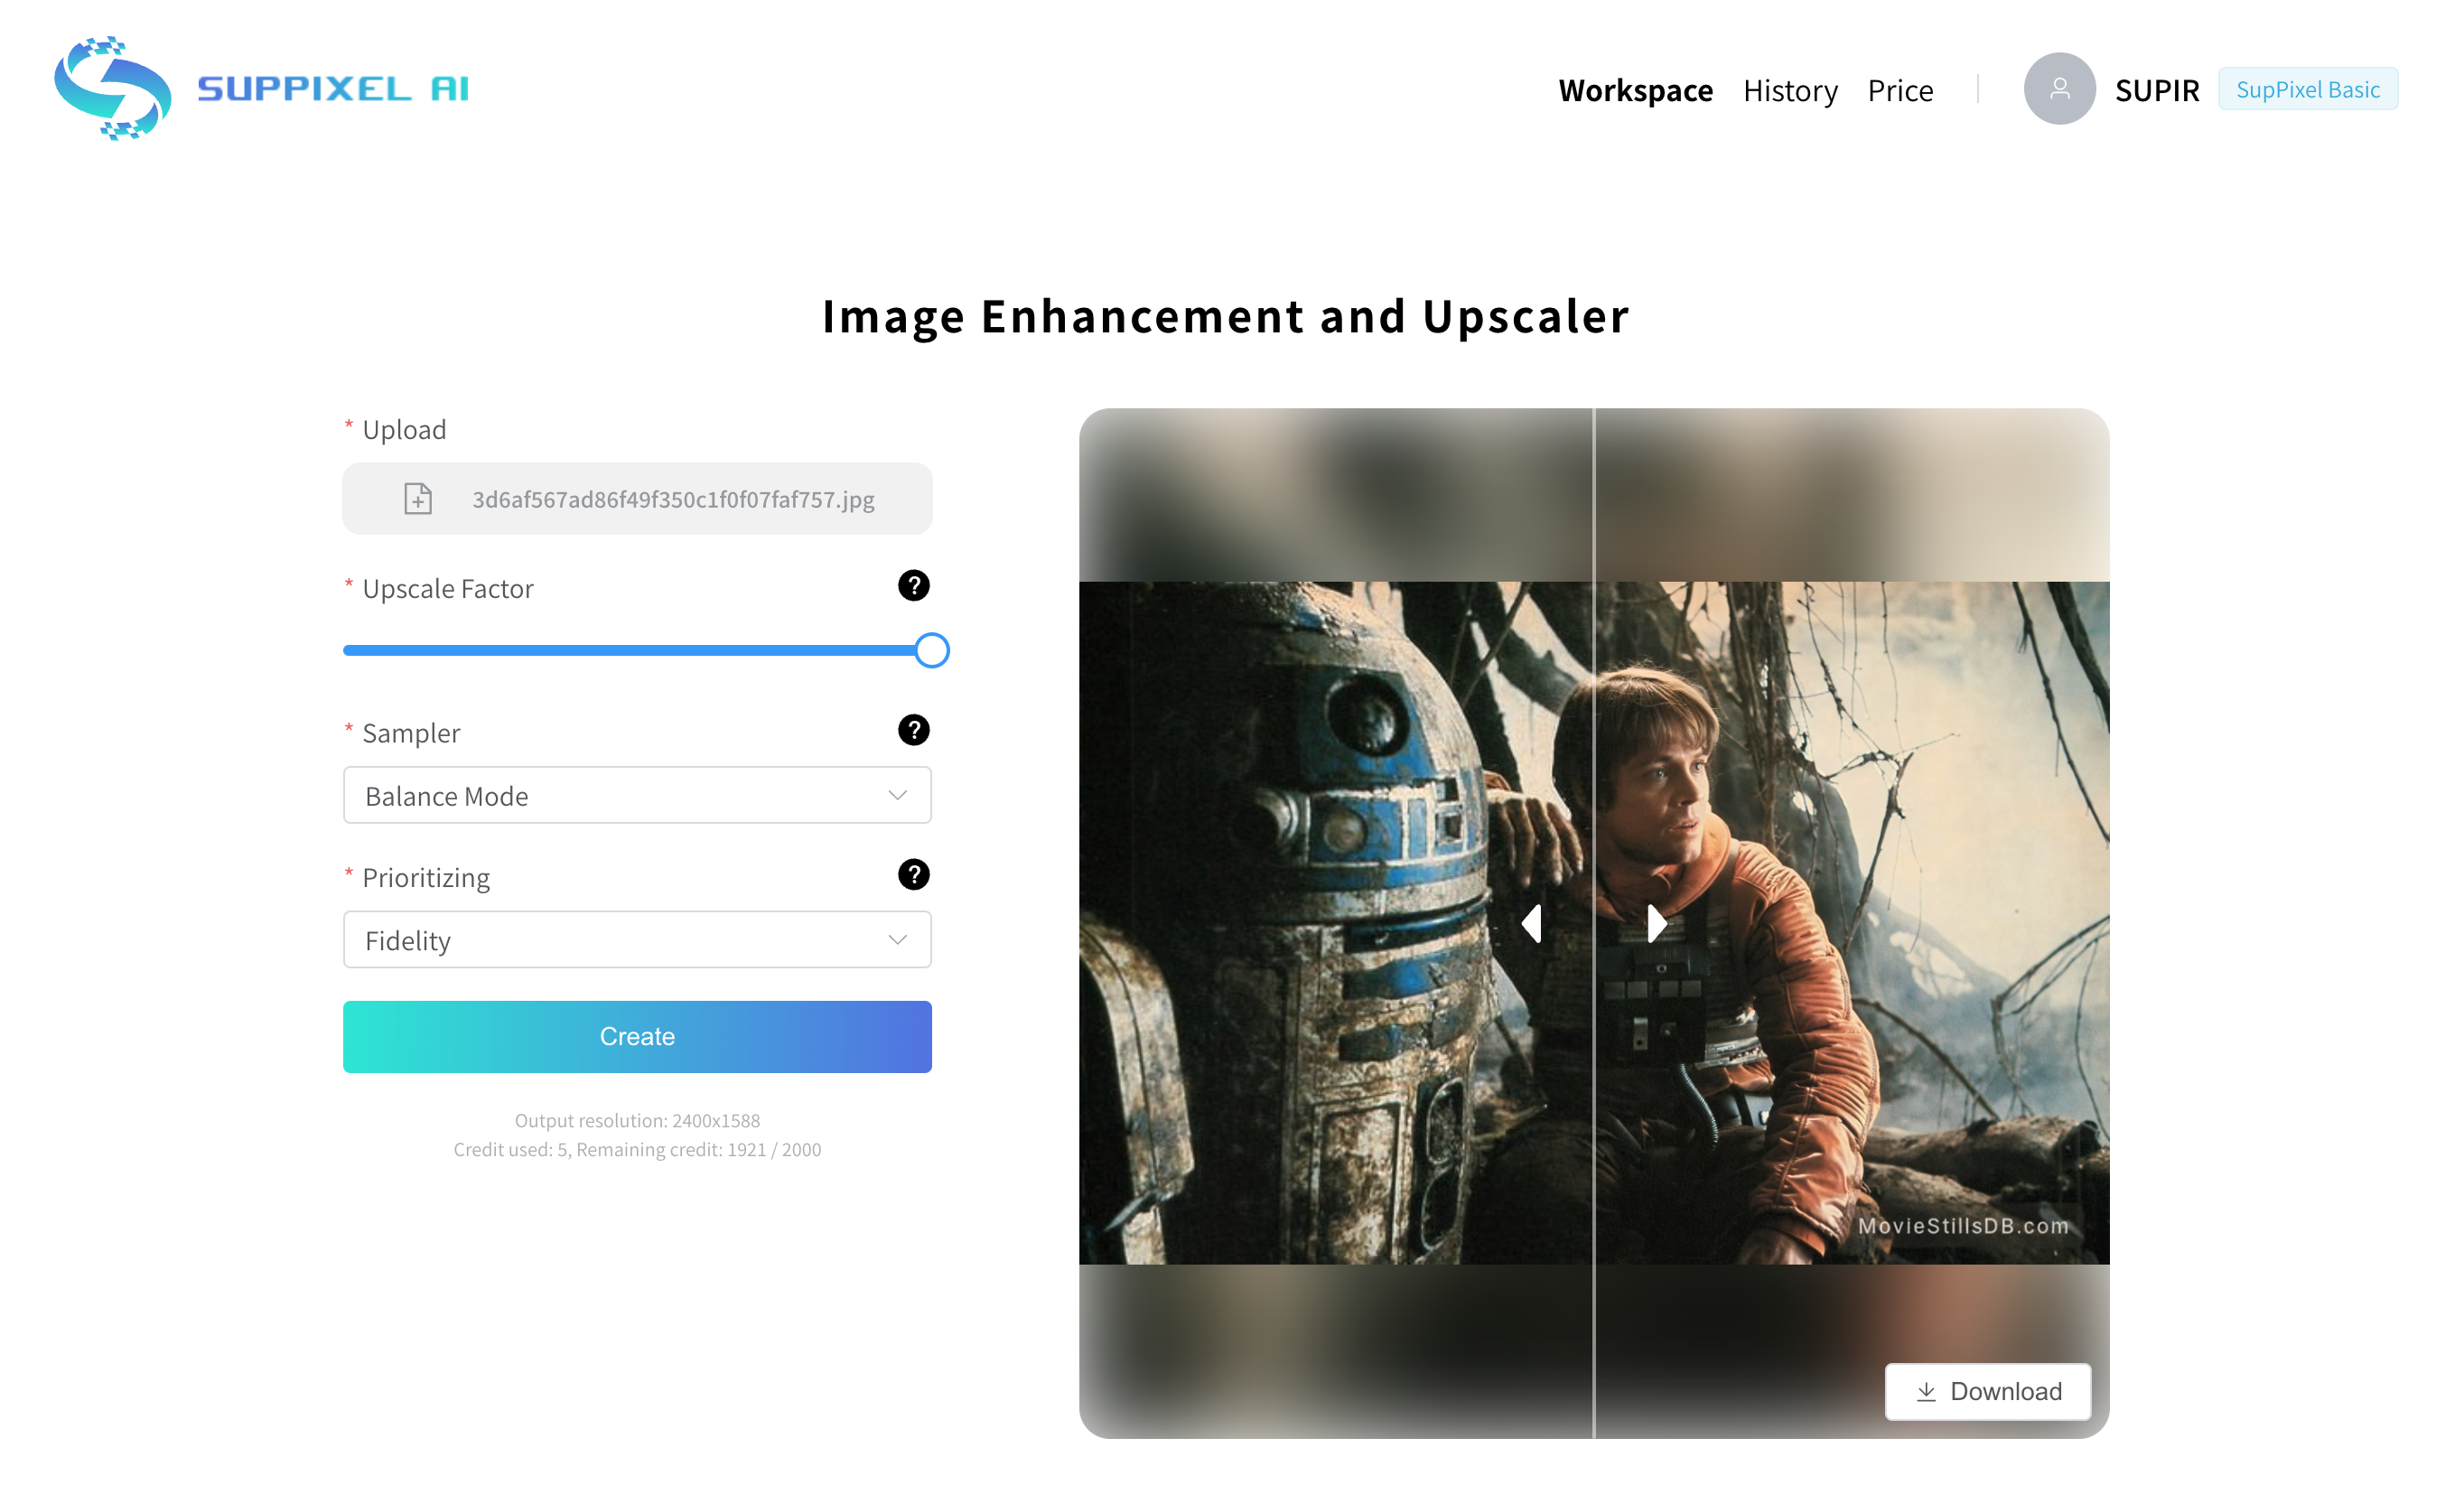 SUPPIXEL AI
Workspace History Price SUPIR SupPixel Basic
Image Enhancement and Upscaler
* Upload
3d6af567ad86f49f350c1f0f07faf757.jpg
* Upscale Factor ?
* Sampler ?
Balance Mode
* Prioritizing ?
Fidelity
Create
Output resolution: 2400x1588
Credit used: 5, Remaining credit: 1921 / 2000
MovieStillsDB.com
Download